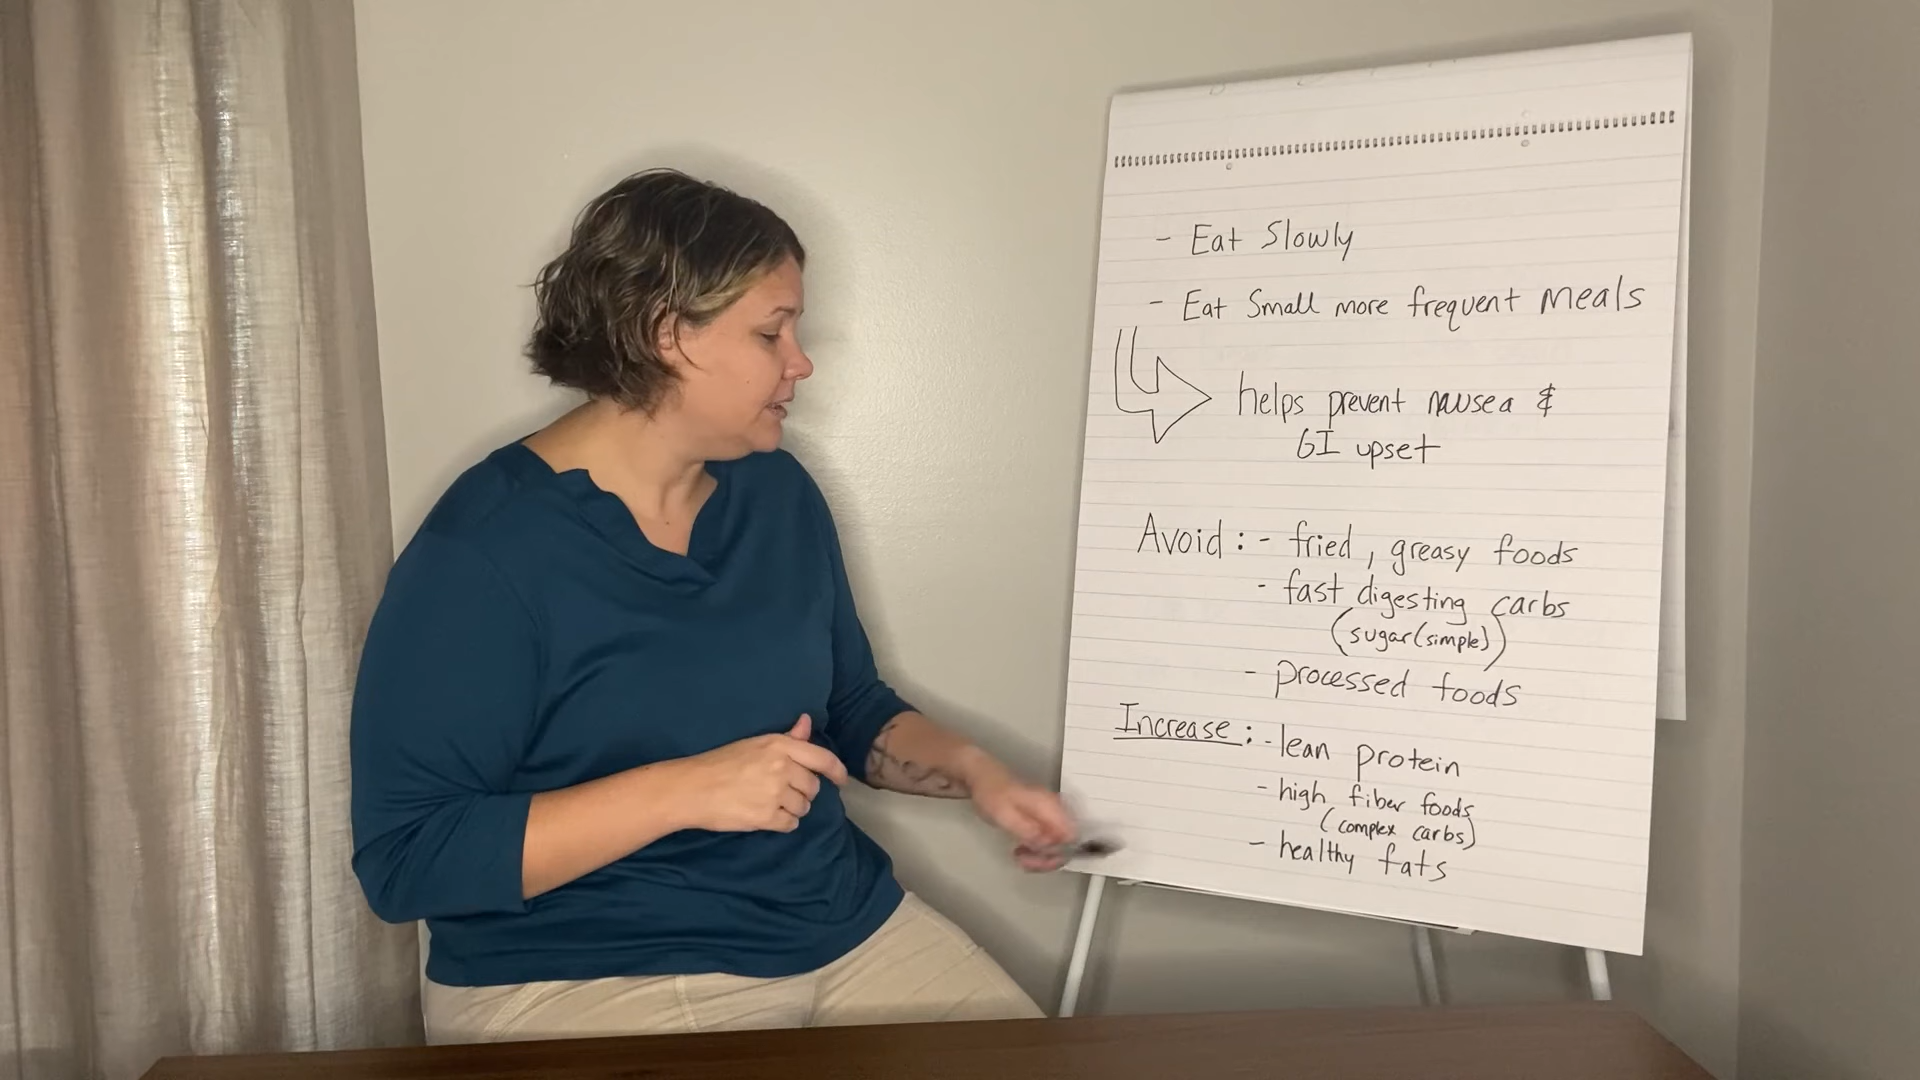 - Eat Slowly
- Eat Small more frequent meals
helps prevent nausea &
GI upset
Avoid : - fried , greasy foods
- fast digesting carbs
(sugar (simple))
- processed foods
Increase : - lean protein
- high fiber foods
(complex carbs)
- healthy fats